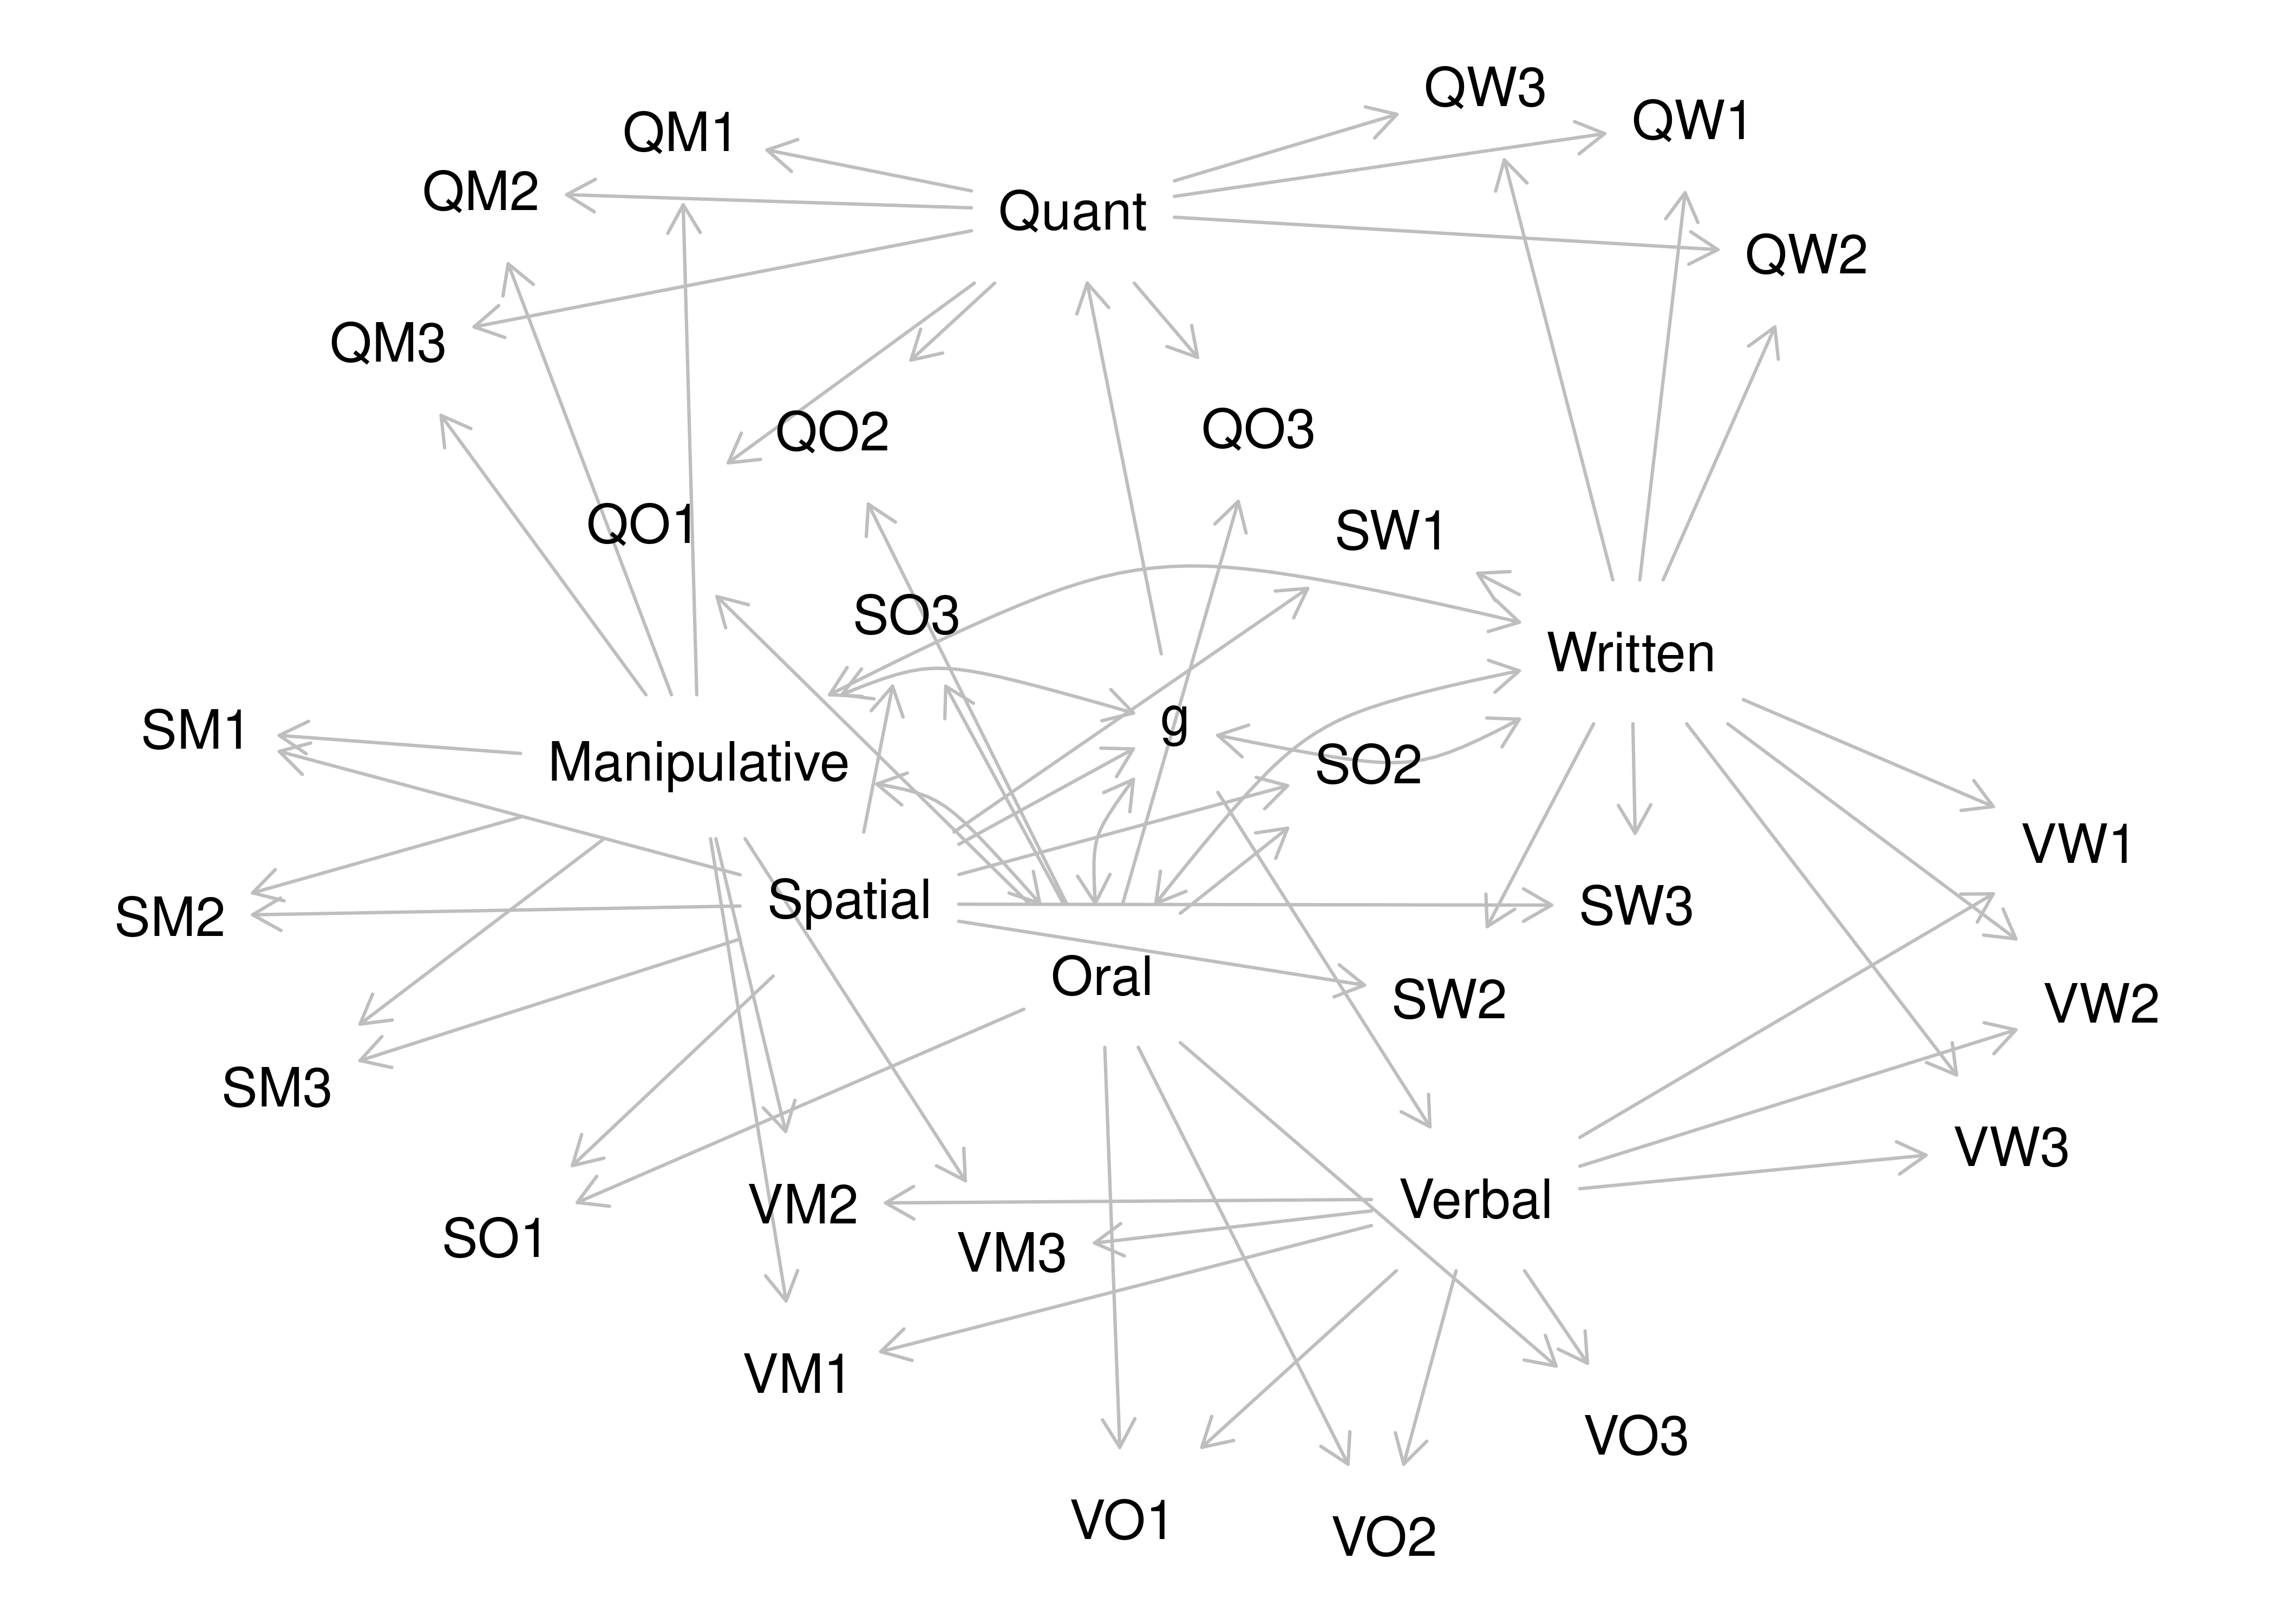 QW3
QW1
QM1
QM2
Quant
QW2
QM3
QO2
QO3
QO1
SW1
SO3
Written
g
SM1
Manipulative
SO2
VW1
Spatial
SW3
SM2
Oral
SW2
VW2
SM3
VW3
VM2
Verbal
SO1
VM3
VM1
VO3
VO1
VO2